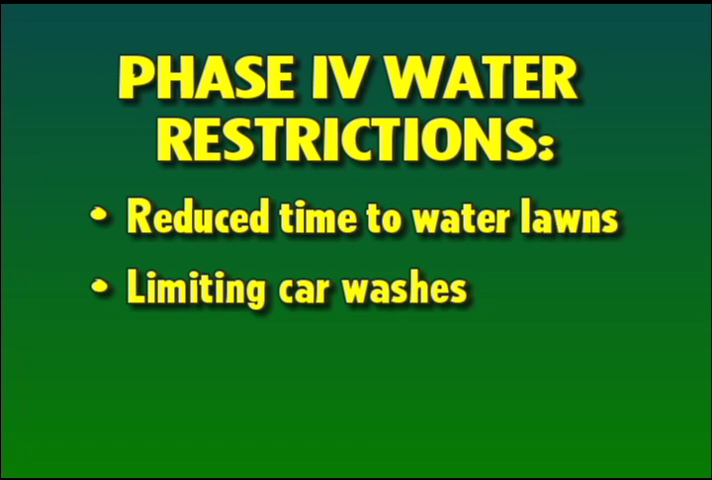 PHASE IV WATER
RESTRICTIONS:
• Reduced time to water lawns
• Limiting car washes